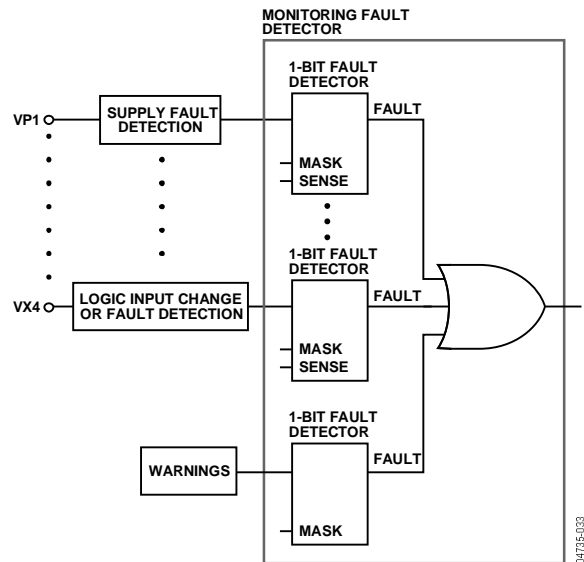 MONITORING FAULT
DETECTOR
1-BIT FAULT
DETECTOR
FAULT
SUPPLY FAULT
DETECTION
VP1
MASK
SENSE
1-BIT FAULT
DETECTOR
FAULT
LOGIC INPUT CHANGE
OR FAULT DETECTION
VX4
MASK
SENSE
1-BIT FAULT
DETECTOR
FAULT
WARNINGS
MASK
04735-033